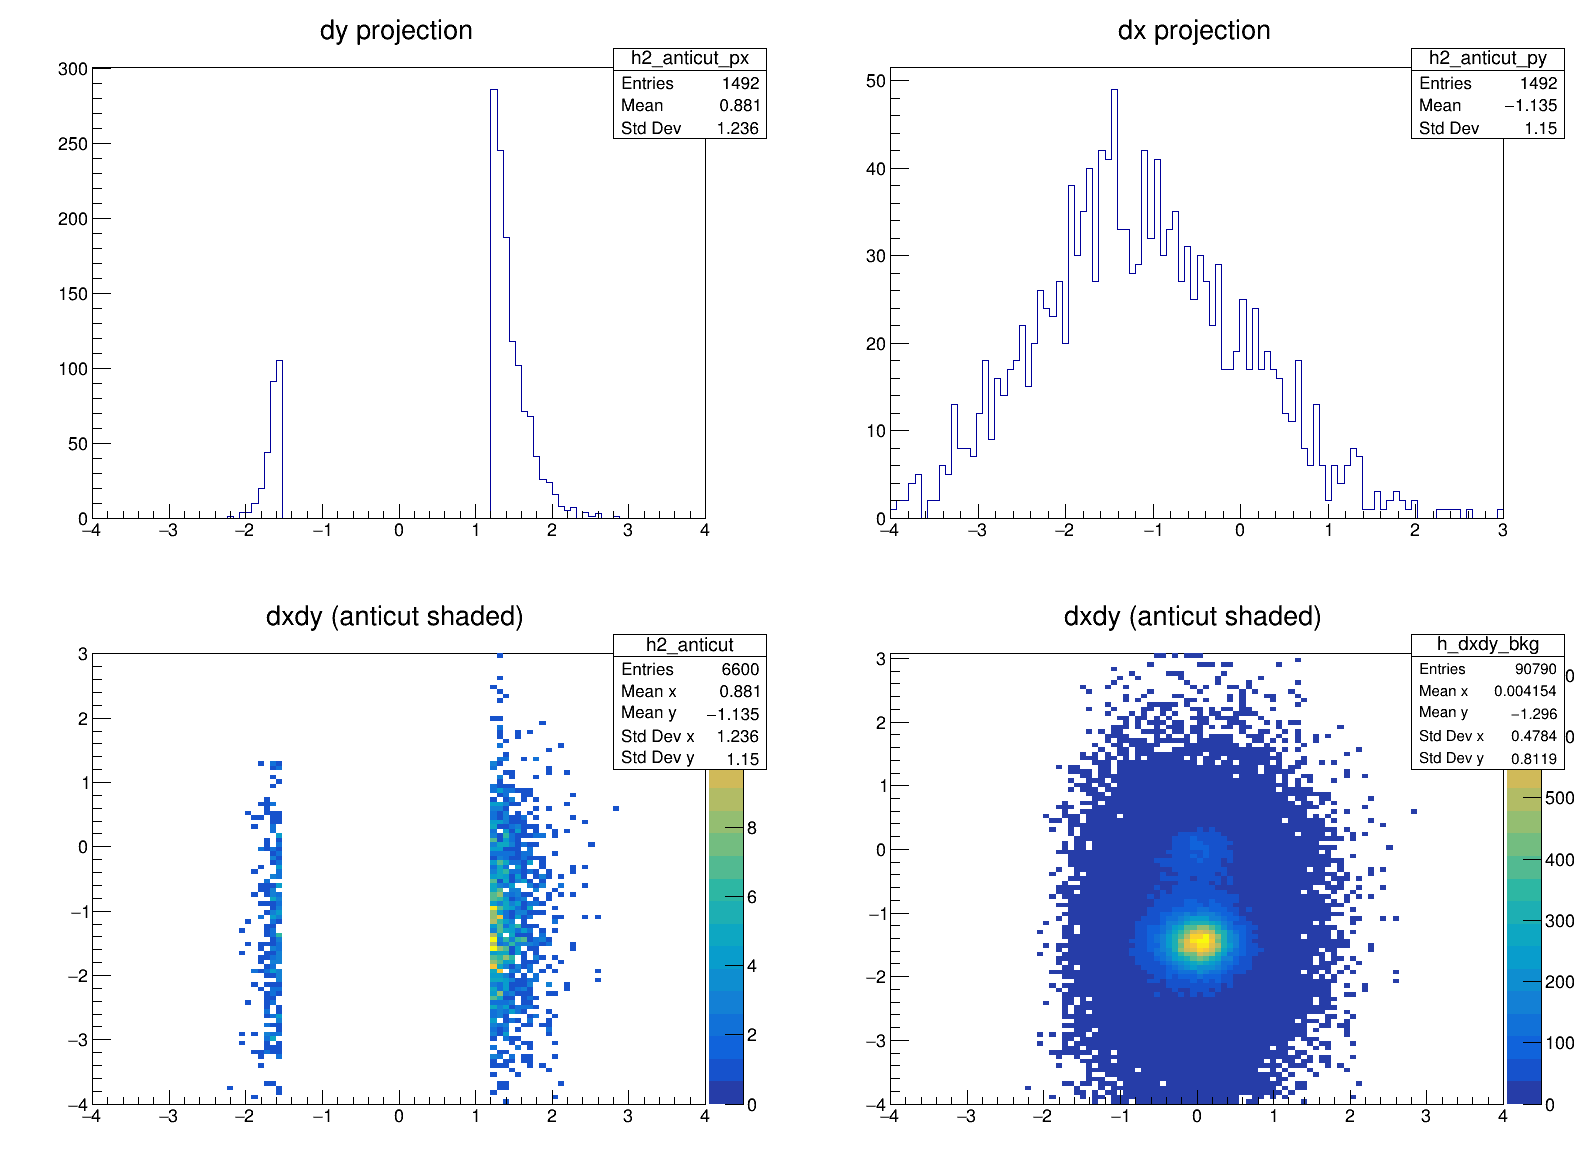 dy projection
h2_anticut_px
Entries 1492
Mean 0.881
Std Dev 1.236
300
250
200
150
100
50
0
−4 −3 −2 −1 0 1 2 3 4
dx projection
h2_anticut_py
Entries 1492
Mean −1.135
Std Dev 1.15
50
40
30
20
10
0
−4 −3 −2 −1 0 1 2 3
dxdy (anticut shaded)
h2_anticut
Entries 6600
Mean x 0.881
Mean y −1.135
Std Dev x 1.236
Std Dev y 1.15
3
2
1
0
−1
−2
−3
−4
−4 −3 −2 −1 0 1 2 3 4
8
6
4
2
0
dxdy (anticut shaded)
h_dxdy_bkg
Entries 90790
Mean x 0.004154
Mean y −1.296
Std Dev x 0.4784
Std Dev y 0.8119
3
2
1
0
−1
−2
−3
−4
−4 −3 −2 −1 0 1 2 3 4
0
0
500
400
300
200
100
0